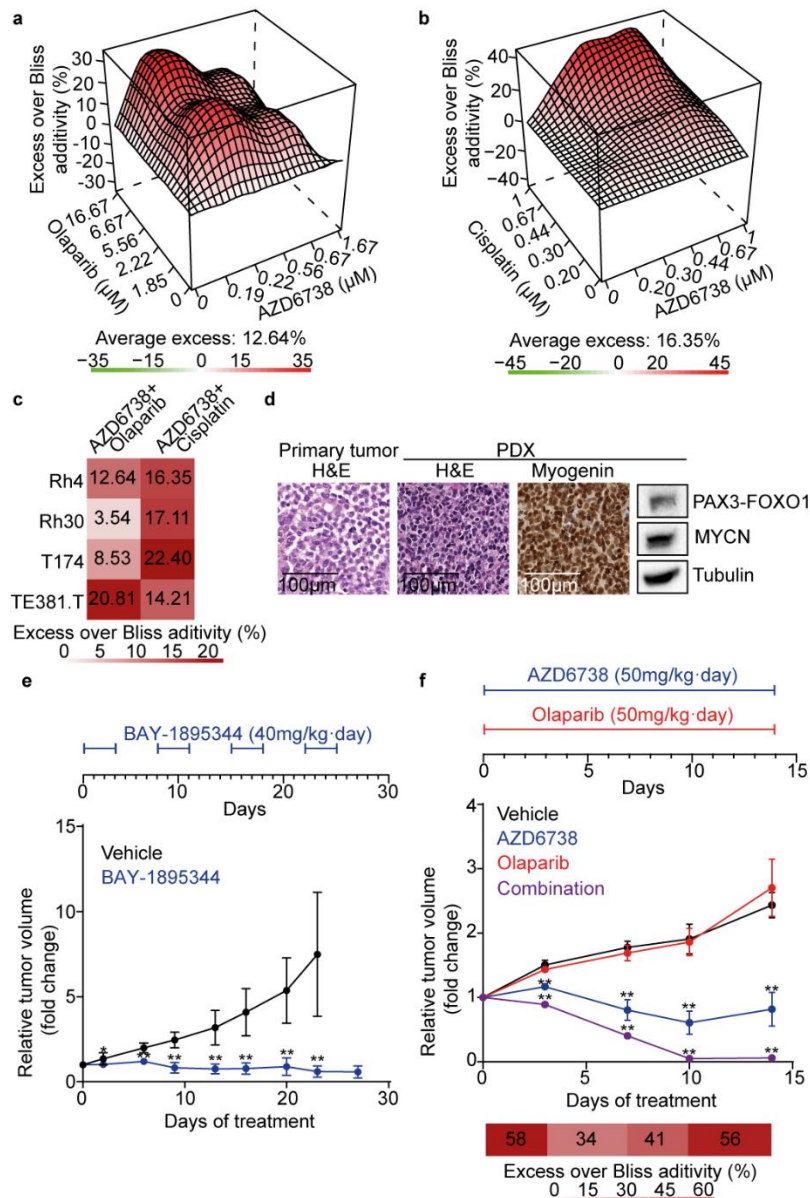 a
Excess over Bliss
additivity (%)
30
20
10
0
−10
−20
−30
16.67
6.67
5.56
2.22
1.85
0
Olaparib (µM)
0
0.19
0.22
0.56
0.67
1.67
AZD6738 (µM)
Average excess: 12.64%
−35 −15 0 15 35
b
Excess over Bliss
additivity (%)
40
20
0
−20
−40
1
0.67
0.44
0.30
0.20
0
Cisplatin (µM)
0
0.20
0.30
0.44
0.67
1
AZD6738 (µM)
Average excess: 16.35%
−45 −20 0 20 45
c
AZD6738+
Olaparib
AZD6738+
Cisplatin
Rh4 12.64 16.35
Rh30 3.54 17.11
T174 8.53 22.40
TE381.T 20.81 14.21
Excess over Bliss aditivity (%)
0 5 10 15 20
d
Primary tumor PDX
H&E H&E Myogenin
100µm 100µm 100µm
PAX3-FOXO1
MYCN
Tubulin
e
BAY-1895344 (40mg/kg·day)
0 10 20 30
Days
Relative tumor volume
(fold change)
15
10
5
0
Vehicle
BAY-1895344
* ** ** ** ** ** **
0 10 20 30
Days of treatment
f
AZD6738 (50mg/kg·day)
Olaparib (50mg/kg·day)
0 5 10 15
Days
Relative tumor volume
(fold change)
4
3
2
1
0
Vehicle
AZD6738
Olaparib
Combination
** ** ** **
** ** ** **
0 5 10 15
Days of treatment
58 34 41 56
Excess over Bliss aditivity (%)
0 15 30 45 60